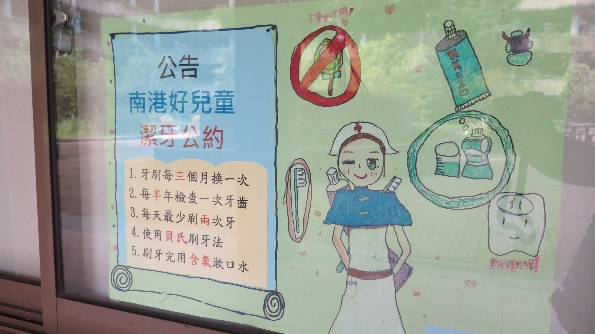 公告
南港好兒童
潔牙公約
1. 牙刷每三個月換一次
2. 每半年檢查一次牙齒
3. 每天最少刷兩次牙
4. 使用貝氏刷牙法
5. 刷牙完用含氣漱口水